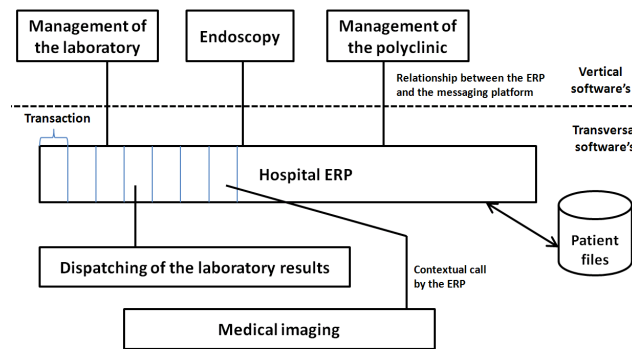 Management of
the laboratory
Endoscopy
Management of
the polyclinic
Relationship between the ERP
and the messaging platform
Vertical
software's
Transaction
Transversa
software's
Hospital ERP
Patient
files
Dispatching of the laboratory results
Contextual call
by the ERP
Medical imaging